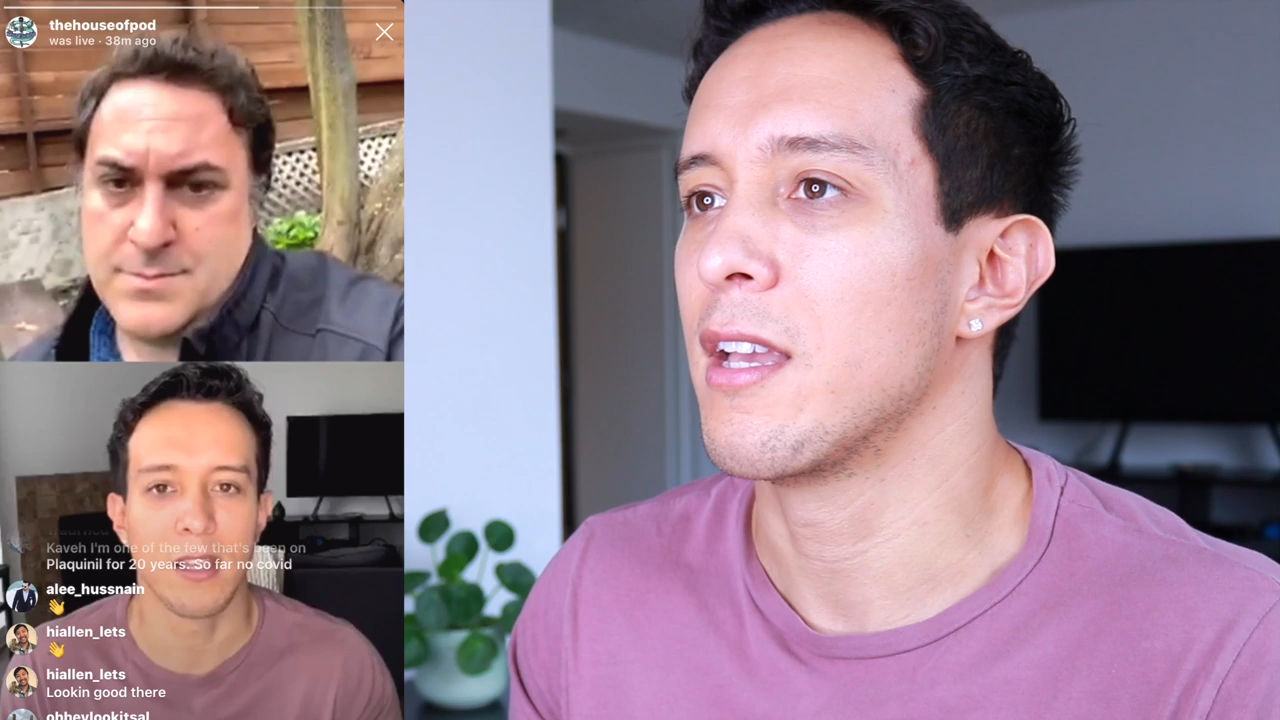 thehouseofpod
was live · 38m ago
Kaveh I'm one of the few that's been on
Plaquinil for 20 years. So far no covid
alee_hussnain
👋
hiallen_lets
👋
hiallen_lets
Lookin good there
ohheylookitsal